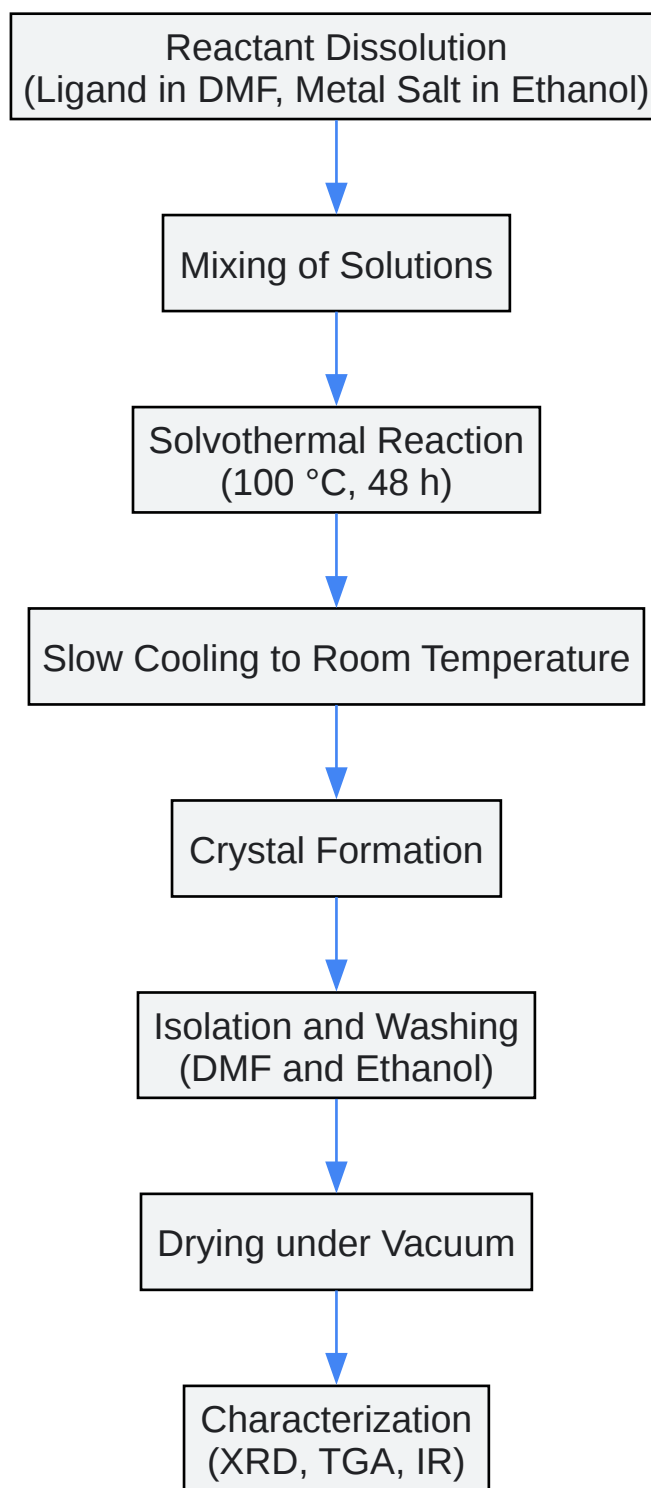 Reactant Dissolution
(Ligand in DMF, Metal Salt in Ethanol)
Mixing of Solutions
Solvothermal Reaction
(100 °C, 48 h)
Slow Cooling to Room Temperature
Crystal Formation
Isolation and Washing
(DMF and Ethanol)
Drying under Vacuum
Characterization
(XRD, TGA, IR)